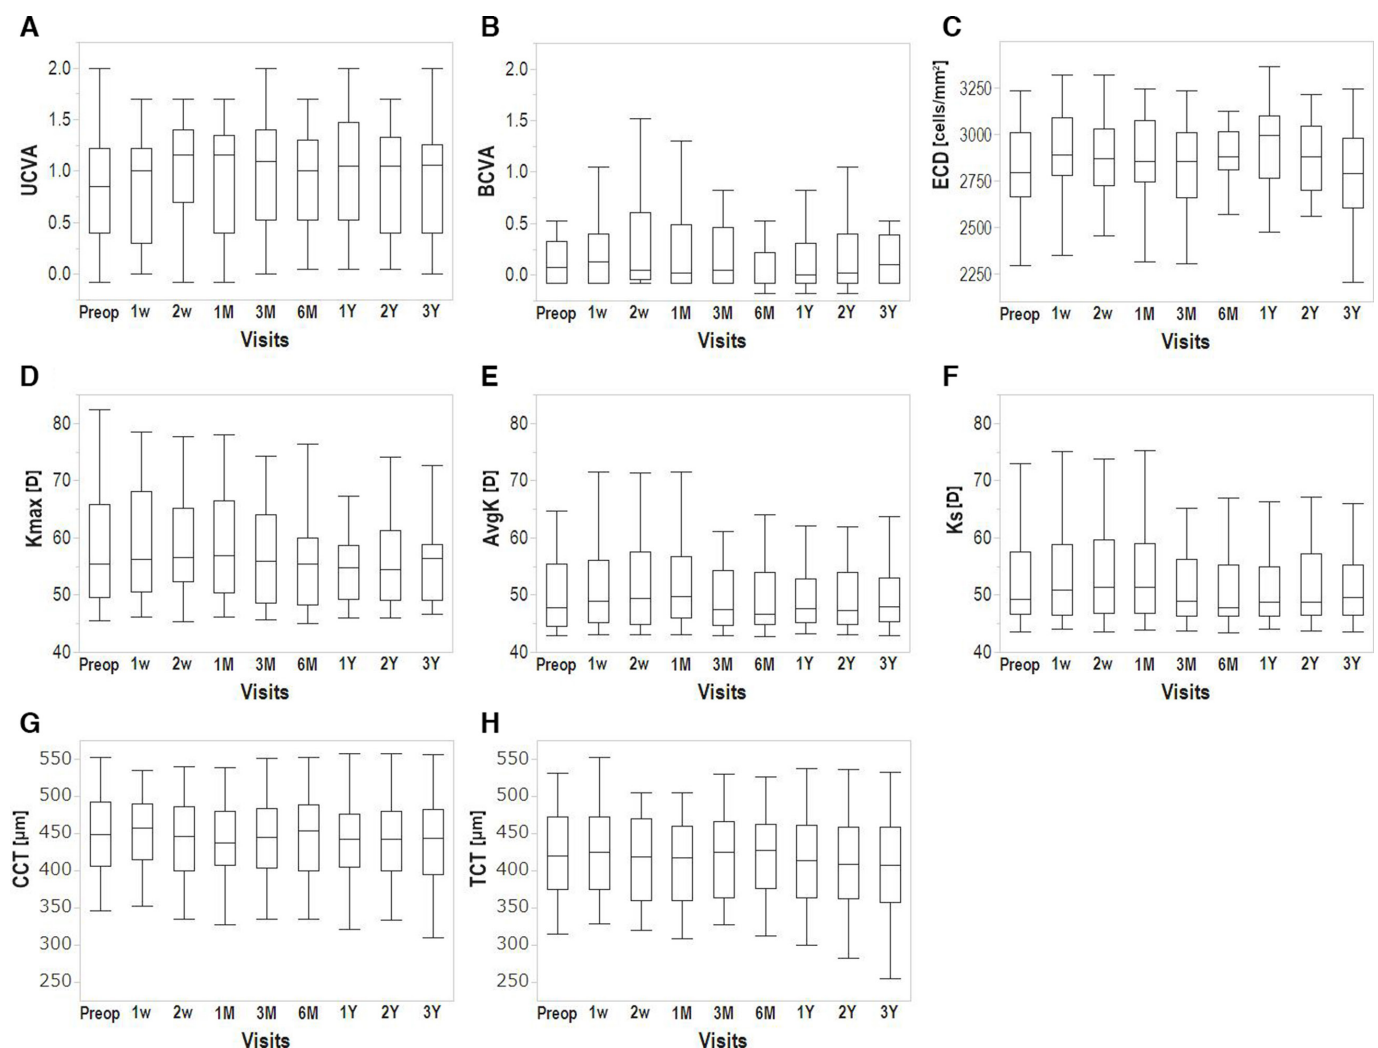 A
UCVA
2.0
1.5
1.0
0.5
0.0
Preop 1w 2w 1M 3M 6M 1Y 2Y 3Y
Visits
B
BCVA
2.0
1.5
1.0
0.5
0.0
Preop 1w 2w 1M 3M 6M 1Y 2Y 3Y
Visits
C
ECD [cells/mm²]
3250
3000
2750
2500
2250
Preop 1w 2w 1M 3M 6M 1Y 2Y 3Y
Visits
D
Kmax [D]
80
70
60
50
40
Preop 1w 2w 1M 3M 6M 1Y 2Y 3Y
Visits
E
AvgK [D]
80
70
60
50
40
Preop 1w 2w 1M 3M 6M 1Y 2Y 3Y
Visits
F
Ks [D]
80
70
60
50
40
Preop 1w 2w 1M 3M 6M 1Y 2Y 3Y
Visits
G
CCT [µm]
550
500
450
400
350
300
250
Preop 1w 2w 1M 3M 6M 1Y 2Y 3Y
Visits
H
TCT [µm]
550
500
450
400
350
300
250
Preop 1w 2w 1M 3M 6M 1Y 2Y 3Y
Visits